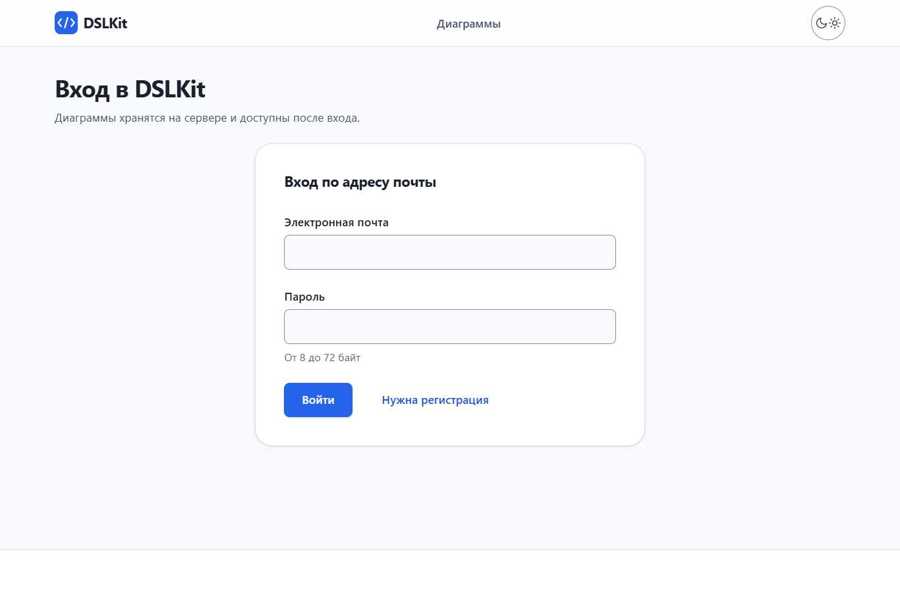 DSLKit
Диаграммы
Вход в DSLKit
Диаграммы хранятся на сервере и доступны после входа.
Вход по адресу почты
Электронная почта
Пароль
От 8 до 72 байт
Войти
Нужна регистрация